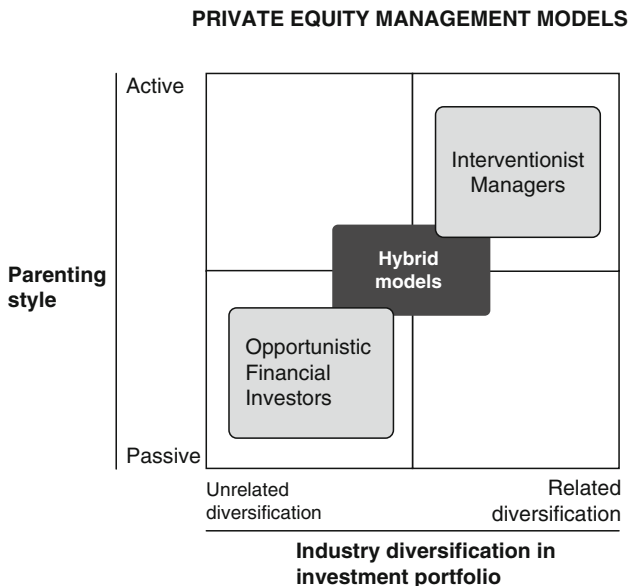 PRIVATE EQUITY MANAGEMENT MODELS
Active
Interventionist
Managers
Hybrid
models
Parenting
style
Opportunistic
Financial
Investors
Passive
Unrelated
diversification
Related
diversification
Industry diversification in
investment portfolio